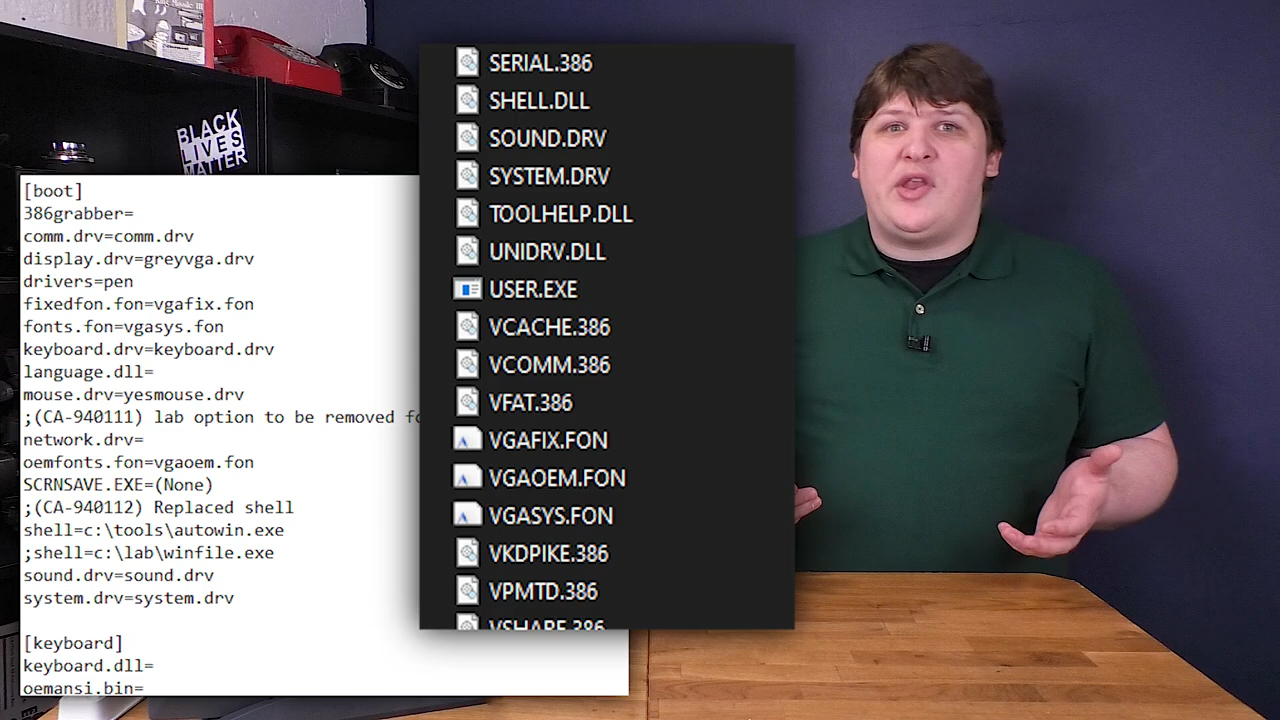 BLACK
LIVES
MATTER
[boot]
386grabber=
comm.drv=comm.drv
display.drv=greyvga.drv
drivers=pen
fixedfon.fon=vgafix.fon
fonts.fon=vgasys.fon
keyboard.drv=keyboard.drv
language.dll=
mouse.drv=yesmouse.drv
;(CA-940111) lab option to be removed
network.drv=
oemfonts.fon=vgaoem.fon
SCRNSAVE.EXE=(None)
;(CA-940112) Replaced shell
shell=c:\tools\autowin.exe
;shell=c:\lab\winfile.exe
sound.drv=sound.drv
system.drv=system.drv
[keyboard]
keyboard.dll=
oemansi.bin=
SERIAL.386
SHELL.DLL
SOUND.DRV
SYSTEM.DRV
TOOLHELP.DLL
UNIDRV.DLL
USER.EXE
VCACHE.386
VCOMM.386
VFAT.386
VGAFIX.FON
VGAOEM.FON
VGASYS.FON
VKDPIKE.386
VPMTD.386
VSHARE.386